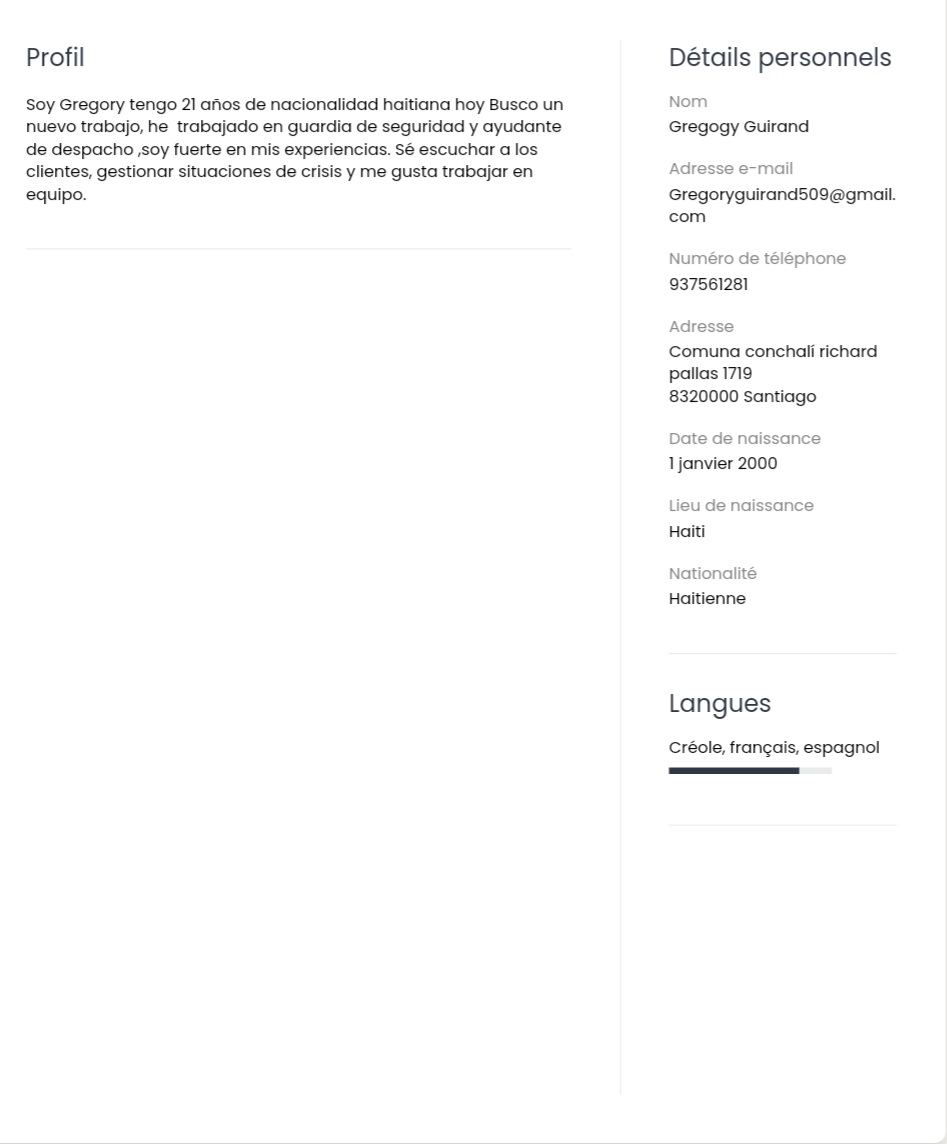 Profil
Soy Gregory tengo 21 años de nacionalidad haitiana hoy Busco un
nuevo trabajo, he  trabajado en guardia de seguridad y ayudante
de despacho ,soy fuerte en mis experiencias. Sé escuchar a los
clientes, gestionar situaciones de crisis y me gusta trabajar en
equipo.
Détails personnels
Nom
Gregogy Guirand
Adresse e-mail
Gregoryguirand509@gmail.
com
Numéro de téléphone
937561281
Adresse
Comuna conchalí richard
pallas 1719
8320000 Santiago
Date de naissance
1 janvier 2000
Lieu de naissance
Haiti
Nationalité
Haitienne
Langues
Créole, français, espagnol